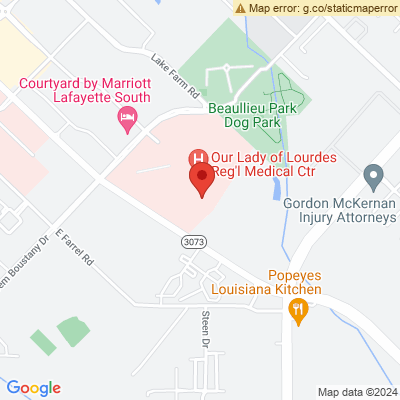 Map error: g.co/staticmaperror
Lake Farm Rd
Courtyard by Marriott
Lafayette South
Beaullieu Park
Dog Park
H
Our Lady of Lourdes
Reg'l Medical Ctr
Gordon McKernan
Injury Attorneys
3073
E Farrel Rd
em Boustany Dr
Popeyes
Louisiana Kitchen
Steen Dr
Google
Map data ©2024